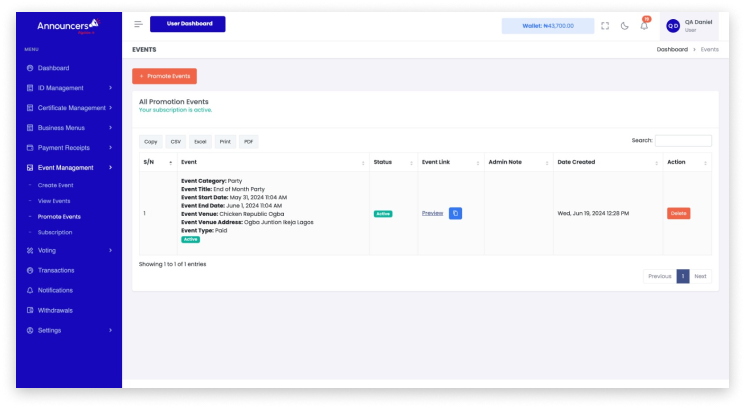 Announcers
User Dashboard
Wallet: ₦43,700.00
19
QD
QA Daniel
User
MENU
EVENTS
Dashboard > Events
Dashboard
ID Management
Certificate Management
Business Menus
Payment Receipts
Event Management
- Create Event
- View Events
- Promote Events
- Subscription
Voting
Transactions
Notifications
Withdrawals
Settings
+ Promote Events
All Promotion Events
Your subscription is active.
Copy CSV Excel Print PDF
Search:
S/N Event Status Event Link Admin Note Date Created Action
1
Event Category: Party
Event Title: End of Month Party
Event Start Date: May 31, 2024 11:04 AM
Event End Date: June 1, 2024 11:04 AM
Event Venue: Chicken Republic Ogba
Event Venue Address: Ogba Juntion Ikeja Lagos
Event Type: Paid
Active
Active
Preview
Wed, Jun 19, 2024 12:28 PM
Delete
Showing 1 to 1 of 1 entries
Previous 1 Next